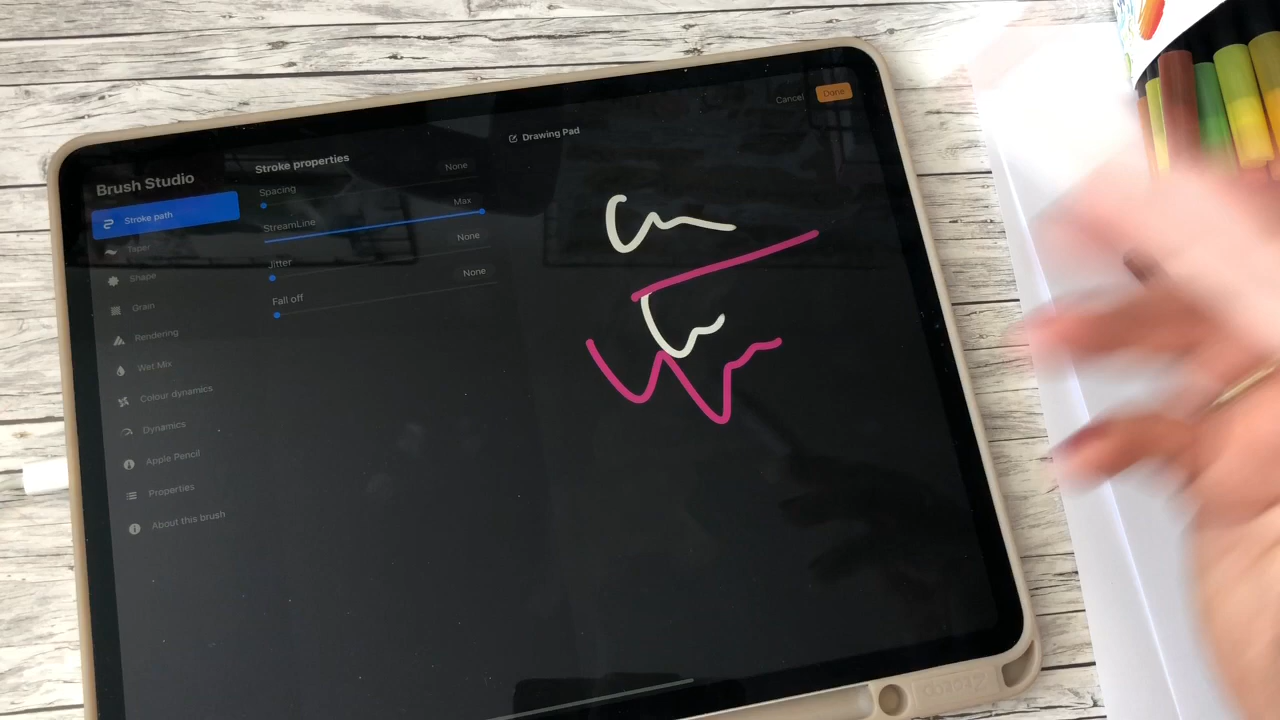 Cancel
Done
Drawing Pad
Brush Studio
Stroke path
Taper
Shape
Grain
Rendering
Wet Mix
Colour dynamics
Dynamics
Apple Pencil
Properties
About this brush
Stroke properties
Spacing
None
StreamLine
Max
Jitter
None
Fall off
None